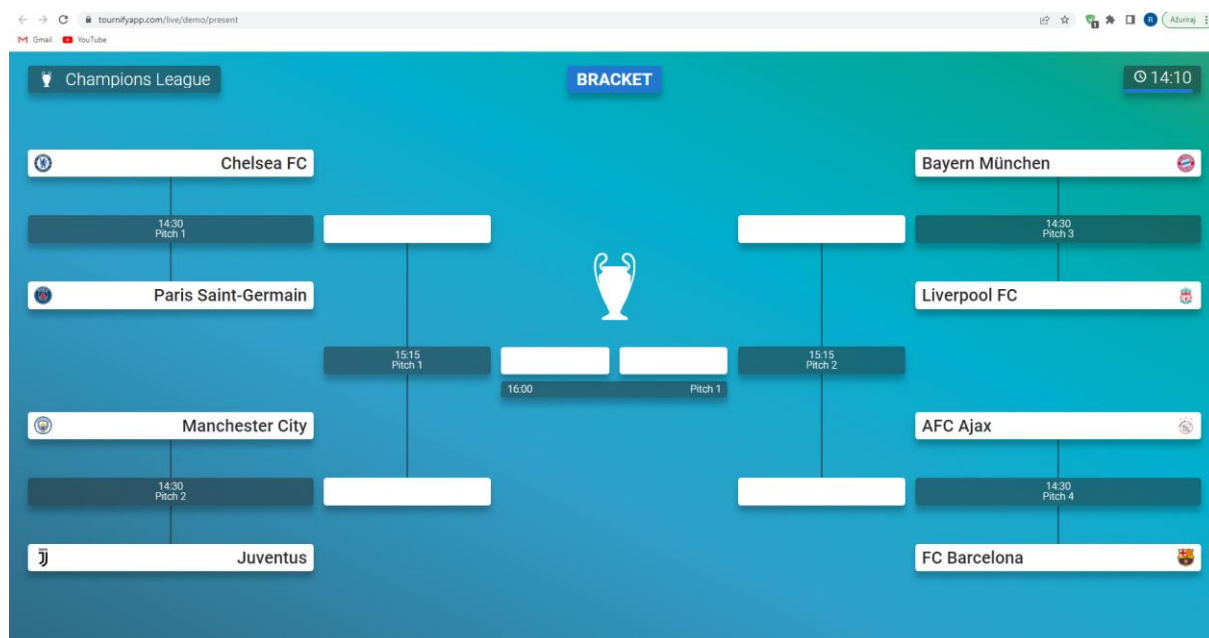 tournifyapp.com/live/demo/present
Ažuriraj
Gmail
YouTube
Champions League
BRACKET
14:10
Chelsea FC
14:30
Pitch 1
Paris Saint-Germain
15:15
Pitch 1
Manchester City
14:30
Pitch 2
Juventus
16:00 Pitch 1
Bayern München
14:30
Pitch 3
Liverpool FC
15:15
Pitch 2
AFC Ajax
14:30
Pitch 4
FC Barcelona